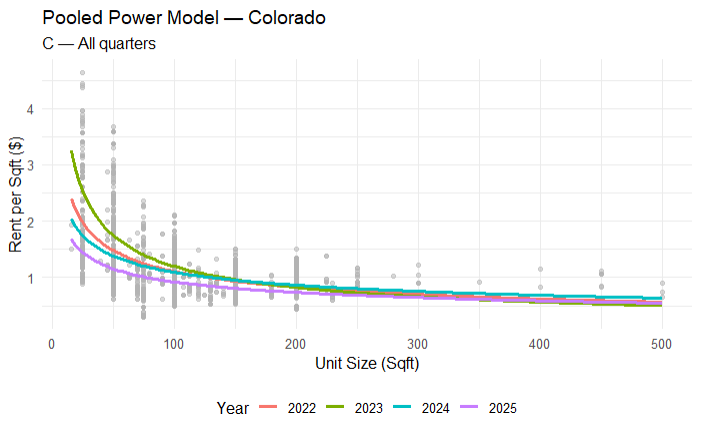 Pooled Power Model — Colorado
C — All quarters
Rent per Sqft ($)
4
3
2
1
0 100 200 300 400 500
Unit Size (Sqft)
Year 2022 2023 2024 2025